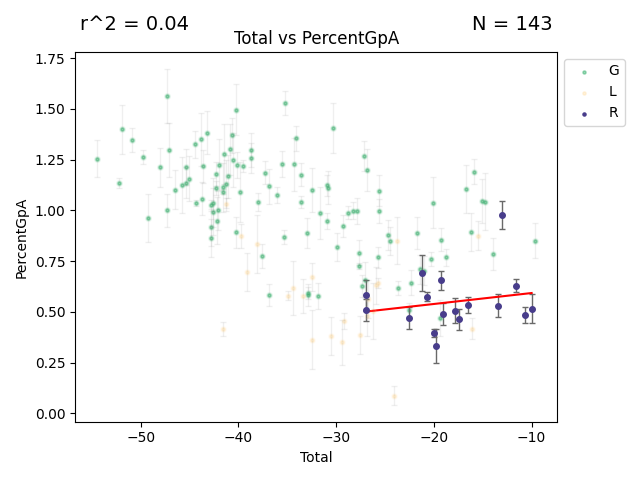 r^2 = 0.04
N = 143
Total vs PercentGpA
1.75
1.50
1.25
1.00
0.75
0.50
0.25
0.00
PercentGpA
−50
−40
−30
−20
−10
Total
G
L
R